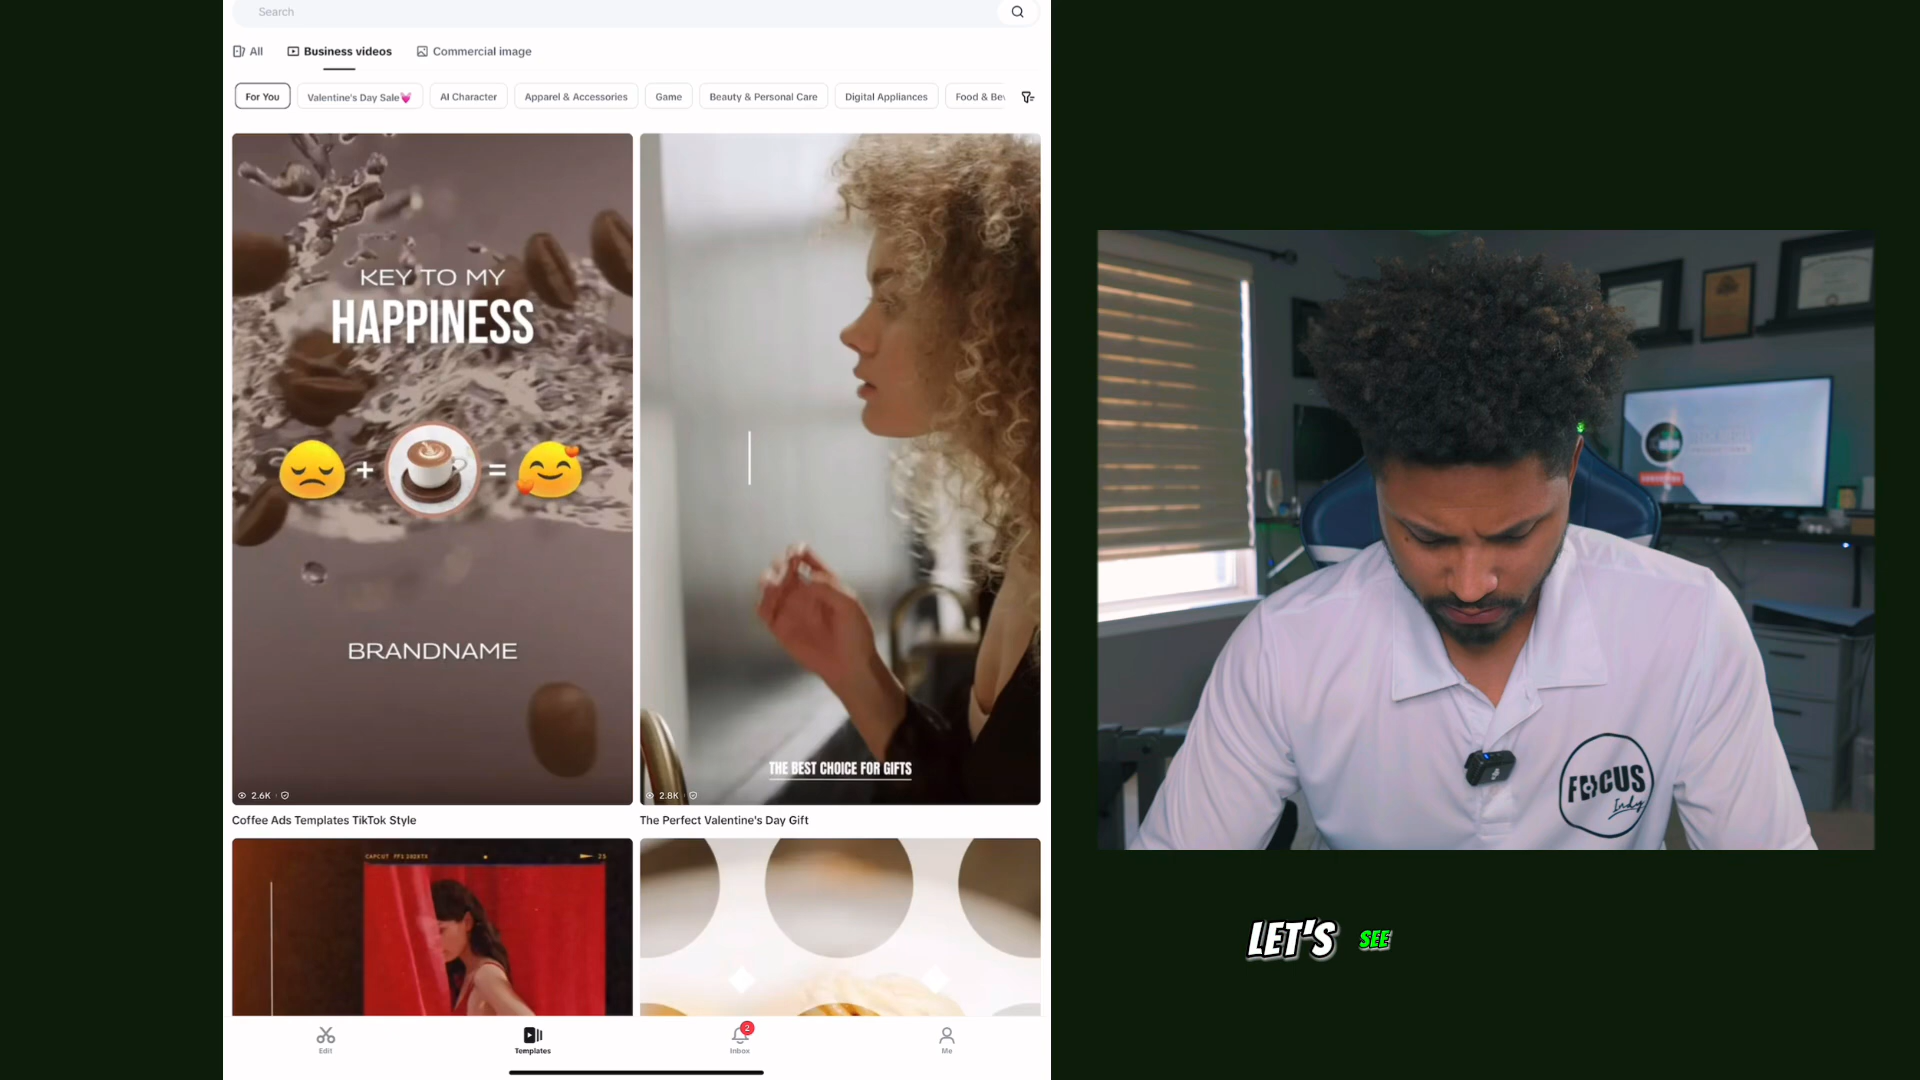 Search
All
Business videos
Commercial image
For You
Valentine's Day Sale💗
AI Character
Apparel & Accessories
Game
Beauty & Personal Care
Digital Appliances
Food & Be
KEY TO MY
HAPPINESS
+ =
BRANDNAME
2.6K
Coffee Ads Templates TikTok Style
THE BEST CHOICE FOR GIFTS
2.8K
The Perfect Valentine's Day Gift
25
Edit
Templates
2
Inbox
Me
FOCUS
Indy
LET'S SEE